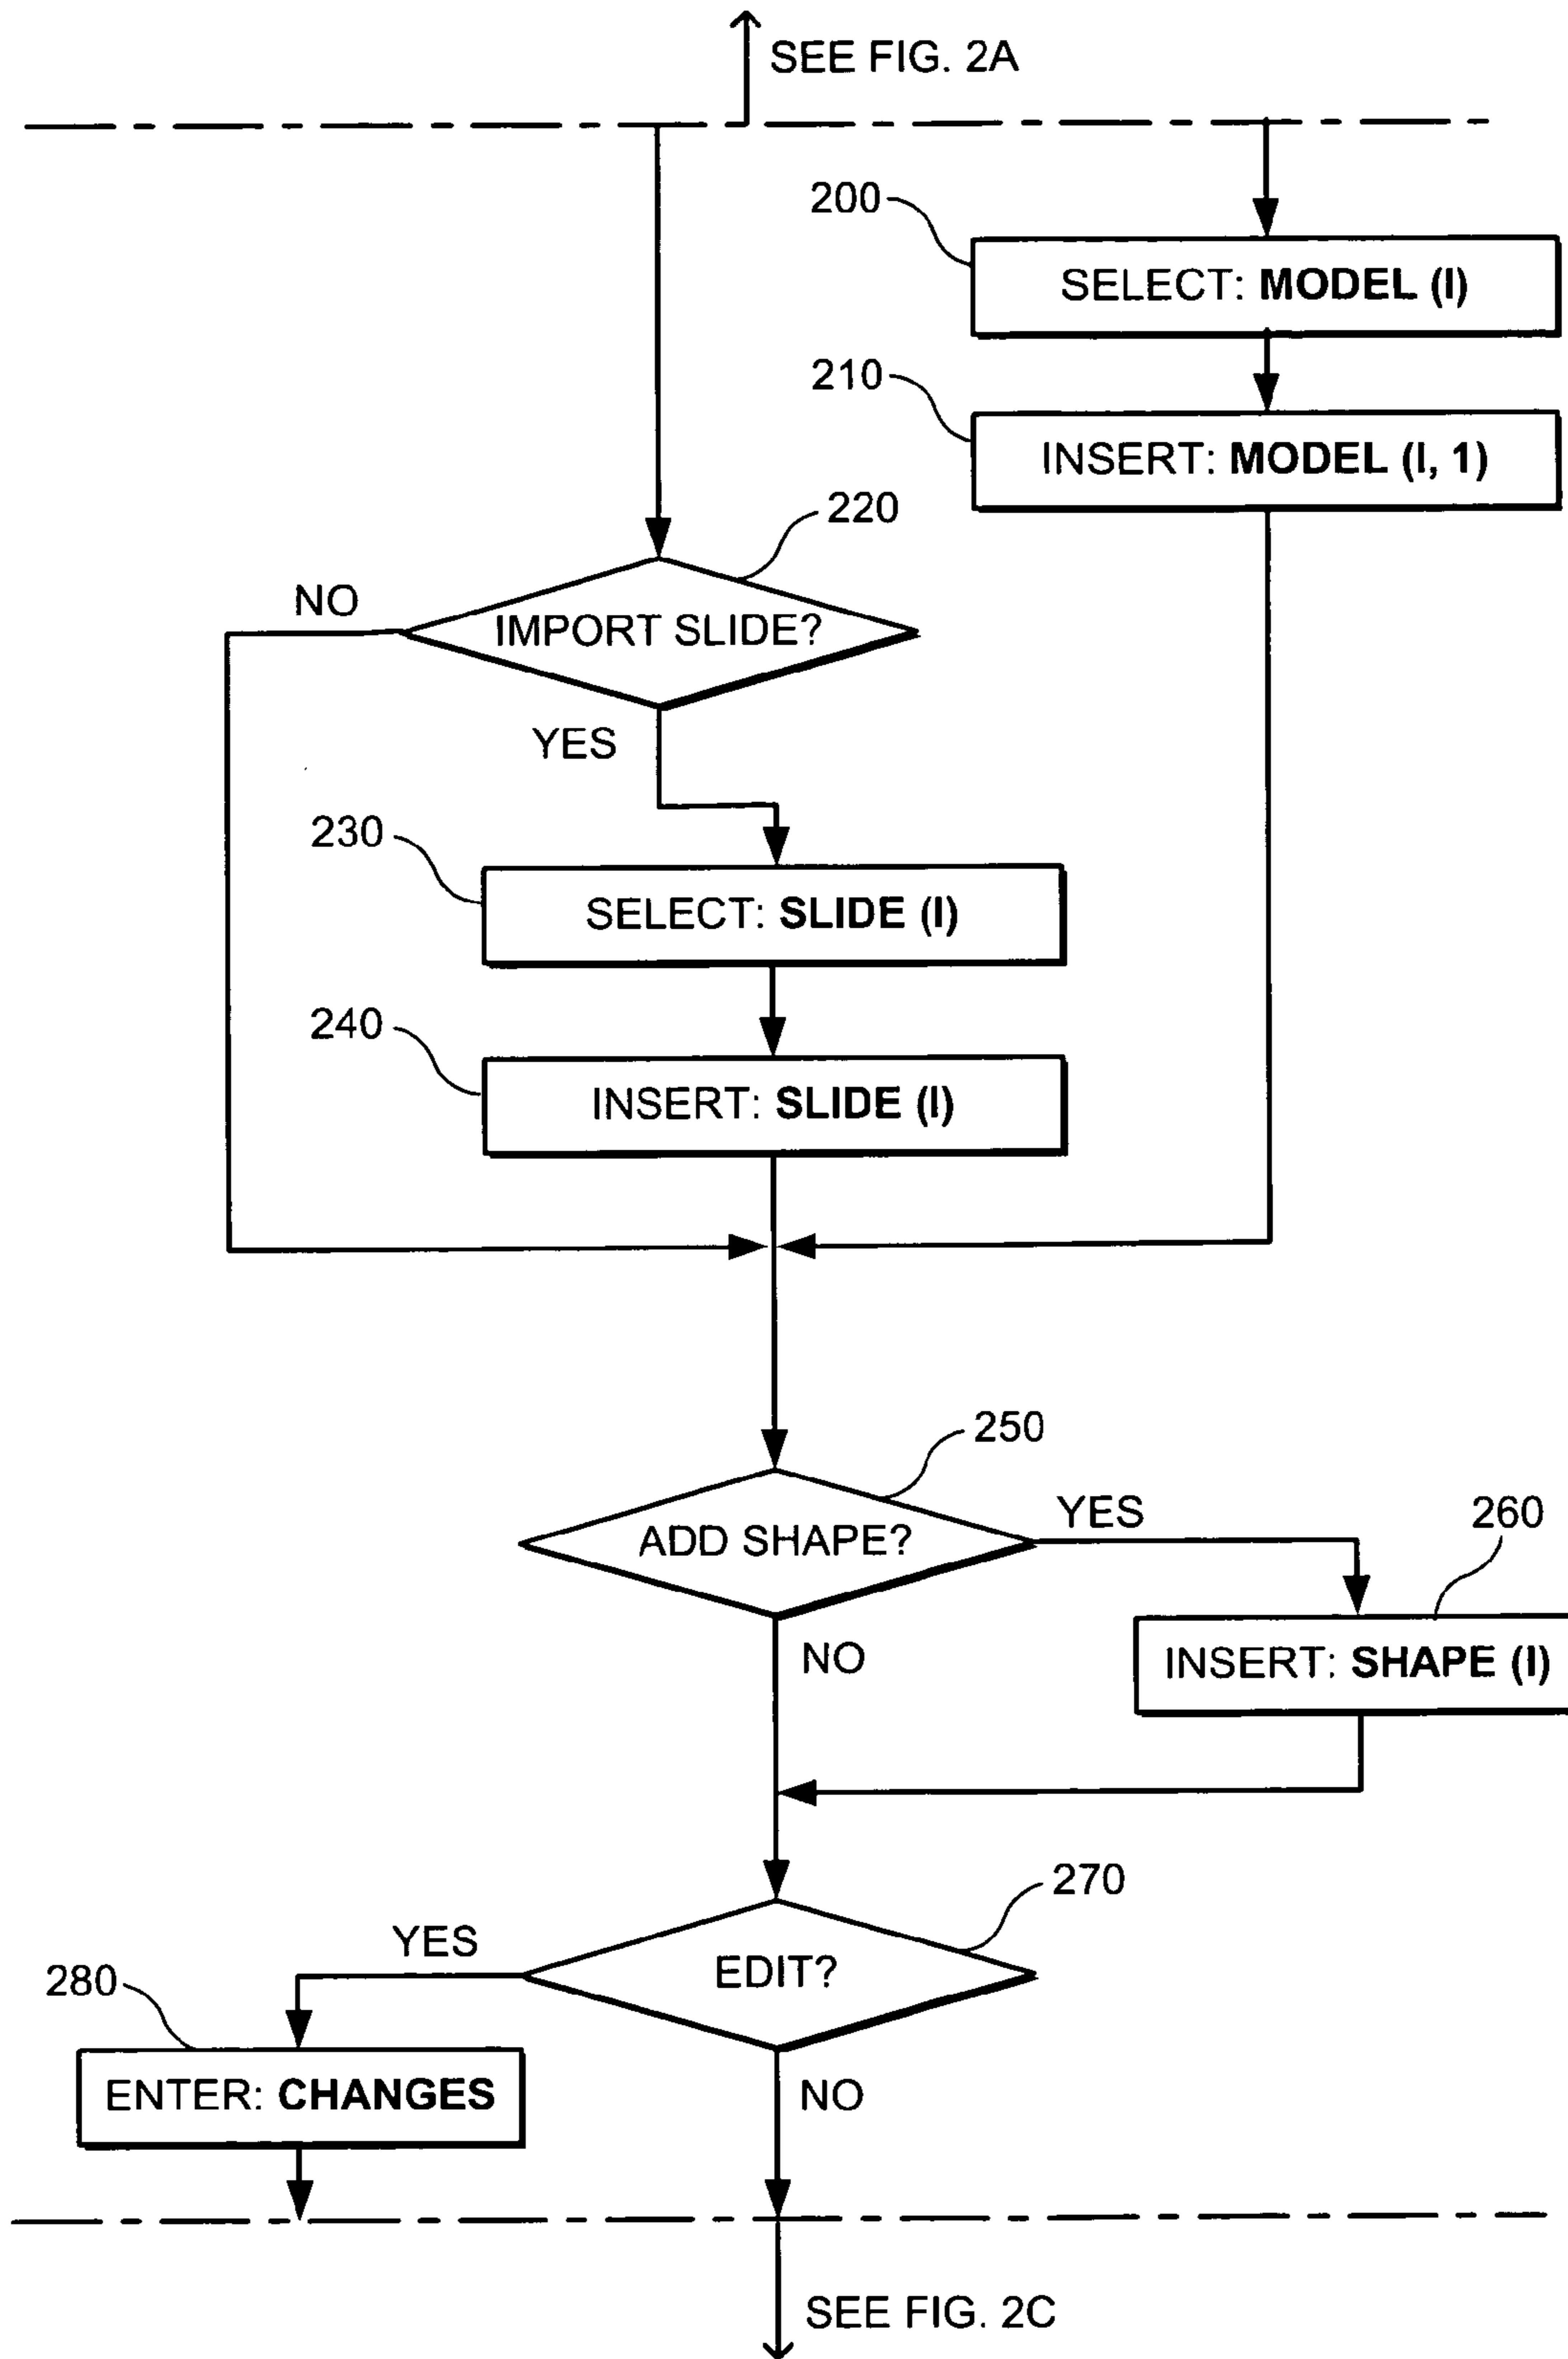 SEE FIG. 2A
200
SELECT: MODEL (I)
210
INSERT: MODEL (I, 1)
220
NO
IMPORT SLIDE?
YES
230
SELECT: SLIDE (I)
240
INSERT: SLIDE (I)
250
YES
260
ADD SHAPE?
NO
INSERT: SHAPE (I)
270
YES
EDIT?
280
ENTER: CHANGES
NO
SEE FIG. 2C